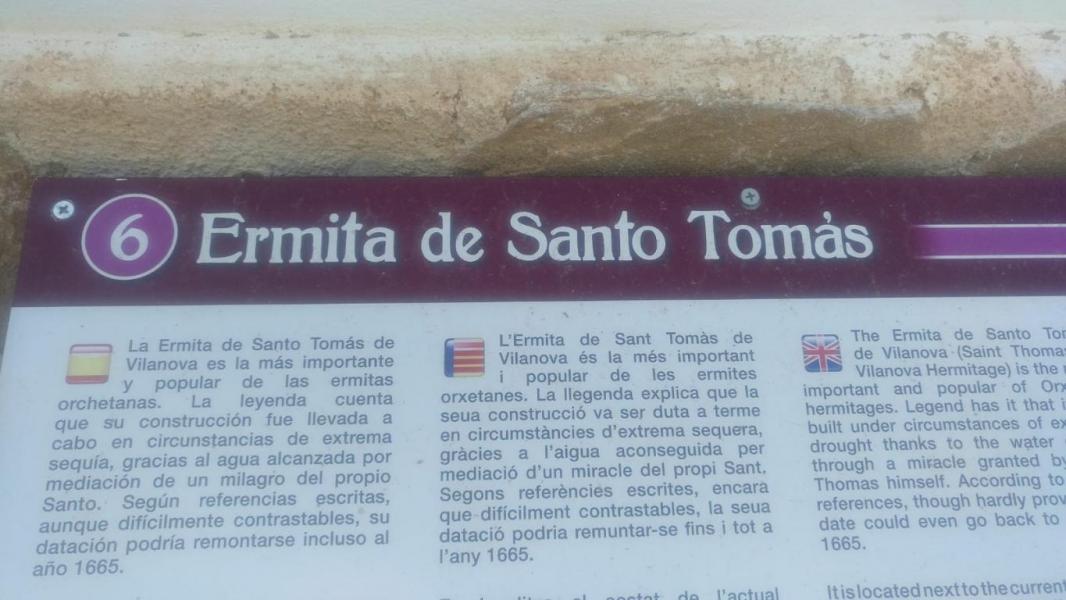 6 Ermita de Santo Tomás
La Ermita de Santo Tomás de
Vilanova es la más importante
y popular de las ermitas
orchetanas. La leyenda cuenta
que su construcción fue llevada a
cabo en circunstancias de extrema
sequía, gracias al agua alcanzada por
mediación de un milagro del propio
Santo. Según referencias escritas,
aunque difícilmente contrastables, su
datación podría remontarse incluso al
año 1665.
L'Ermita de Sant Tomàs de
Vilanova és la més important
i popular de les ermites
orxetanes. La llegenda explica que la
seua construcció va ser duta a terme
en circumstàncies d'extrema sequera,
gràcies a l'aigua aconseguida per
mediació d'un miracle del propi Sant.
Segons referències escrites, encara
que difícilment contrastables, la seua
datació podria remuntar-se fins i tot a
l'any 1665.
costat de l'actual
The Ermita de Santo
de Vilanova (Saint
Vilanova Hermitage) is the
important and popular of
hermitages. Legend has it that
built under circumstances of
drought thanks to the water
through a miracle granted
Thomas himself. According to
references, though hardly
date could even go back to
1665.
It is located next to the current